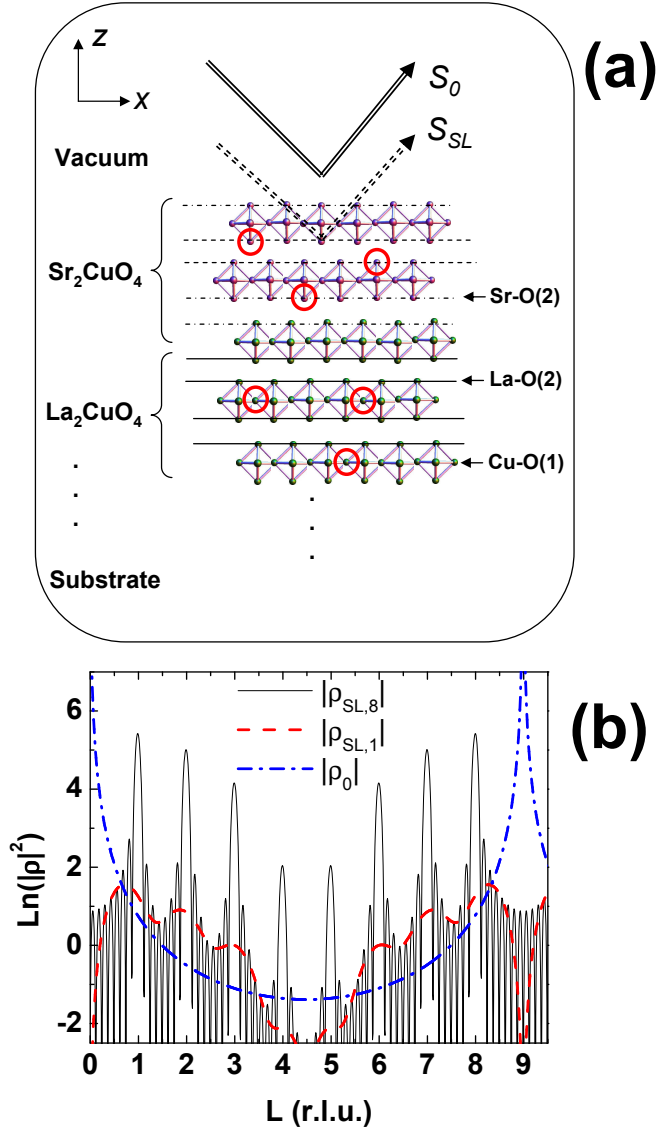 (a)
Z
X
S0
SSL
Vacuum
Sr2CuO4
Sr-O(2)
La-O(2)
La2CuO4
Cu-O(1)
.
.
.
.
.
.
Substrate
(b)
|ρSL,8|
|ρSL,1|
|ρ0|
Ln(|ρ|²)
6
4
2
0
-2
0 1 2 3 4 5 6 7 8 9
L (r.l.u.)